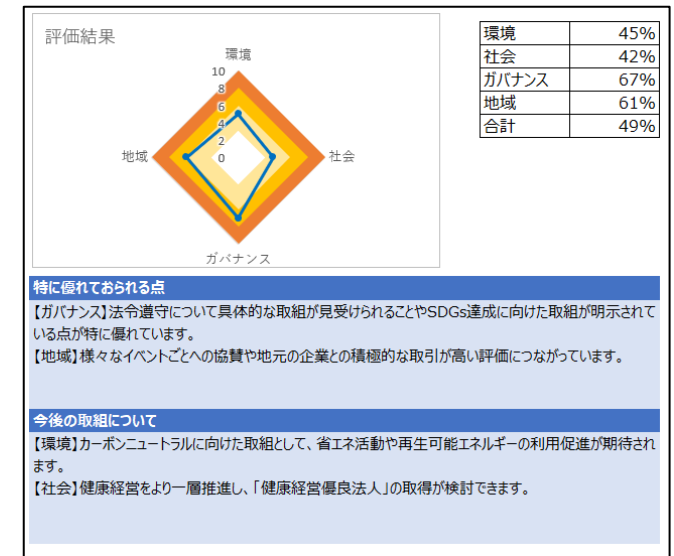 評価結果
環境
10
8
6
4
2
0
地域
社会
ガバナンス
環境 45%
社会 42%
ガバナンス 67%
地域 61%
合計 49%
特に優れておられる点
【ガバナンス】法令遵守について具体的な取組が見受けられることやSDGs達成に向けた取組が明示されて
いる点が特に優れています。
【地域】様々なイベントごとへの協賛や地元の企業との積極的な取引が高い評価につながっています。
今後の取組について
【環境】カーボンニュートラルに向けた取組として、省エネ活動や再生可能エネルギーの利用促進が期待され
ます。
【社会】健康経営をより一層推進し、「健康経営優良法人」の取得が検討できます。